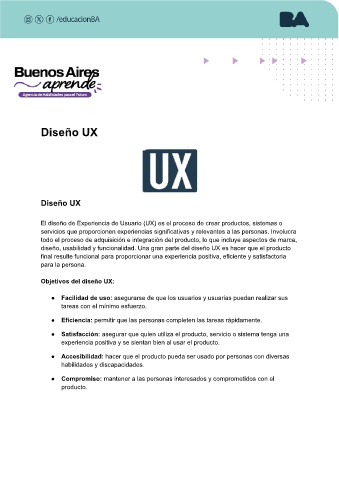 /educacionBA
BA
Buenos Aires
aprende
Agencia de Habilidades para el Futuro
Diseño UX
UX
Diseño UX
El diseño de Experiencia de Usuario (UX) es el proceso de crear productos, sistemas o
servicios que proporcionen experiencias significativas y relevantes a las personas. Involucra
todo el proceso de adquisición e integración del producto, lo que incluye aspectos de marca,
diseño, usabilidad y funcionalidad. Una gran parte del diseño UX es hacer que el producto
final resulte funcional para proporcionar una experiencia positiva, eficiente y satisfactoria
para la persona.
Objetivos del diseño UX:
● Facilidad de uso: asegurarse de que los usuarios y usuarias puedan realizar sus
tareas con el mínimo esfuerzo.
● Eficiencia: permitir que las personas completen las tareas rápidamente.
● Satisfacción: asegurar que quien utiliza el producto, servicio o sistema tenga una
experiencia positiva y se sientan bien al usar el producto.
● Accesibilidad: hacer que el producto pueda ser usado por personas con diversas
habilidades y discapacidades.
● Compromiso: mantener a las personas interesados y comprometidos con el
producto.